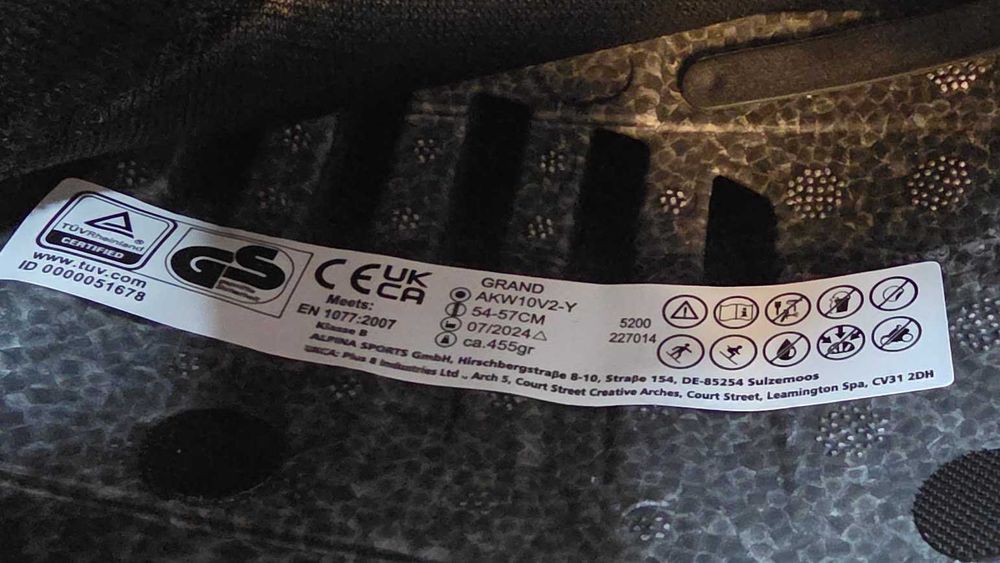 TÜVRheinland®
CERTIFIED
www.tuv.com
ID 0000051678
GS
CE UK
CA
Meets:
EN 1077:2007
Klasse B
GRAND
AKW10V2-Y
54-57CM
07/2024
ca.455gr
5200
227014
ALPINA SPORTS GmbH, Hirschbergstraße 8-10, Straße 154, DE-85254 Sulzemoos
UKCA: Plus 8 Industries Ltd., Arch 5, Court Street Creative Arches, Court Street, Leamington Spa, CV31 2DH